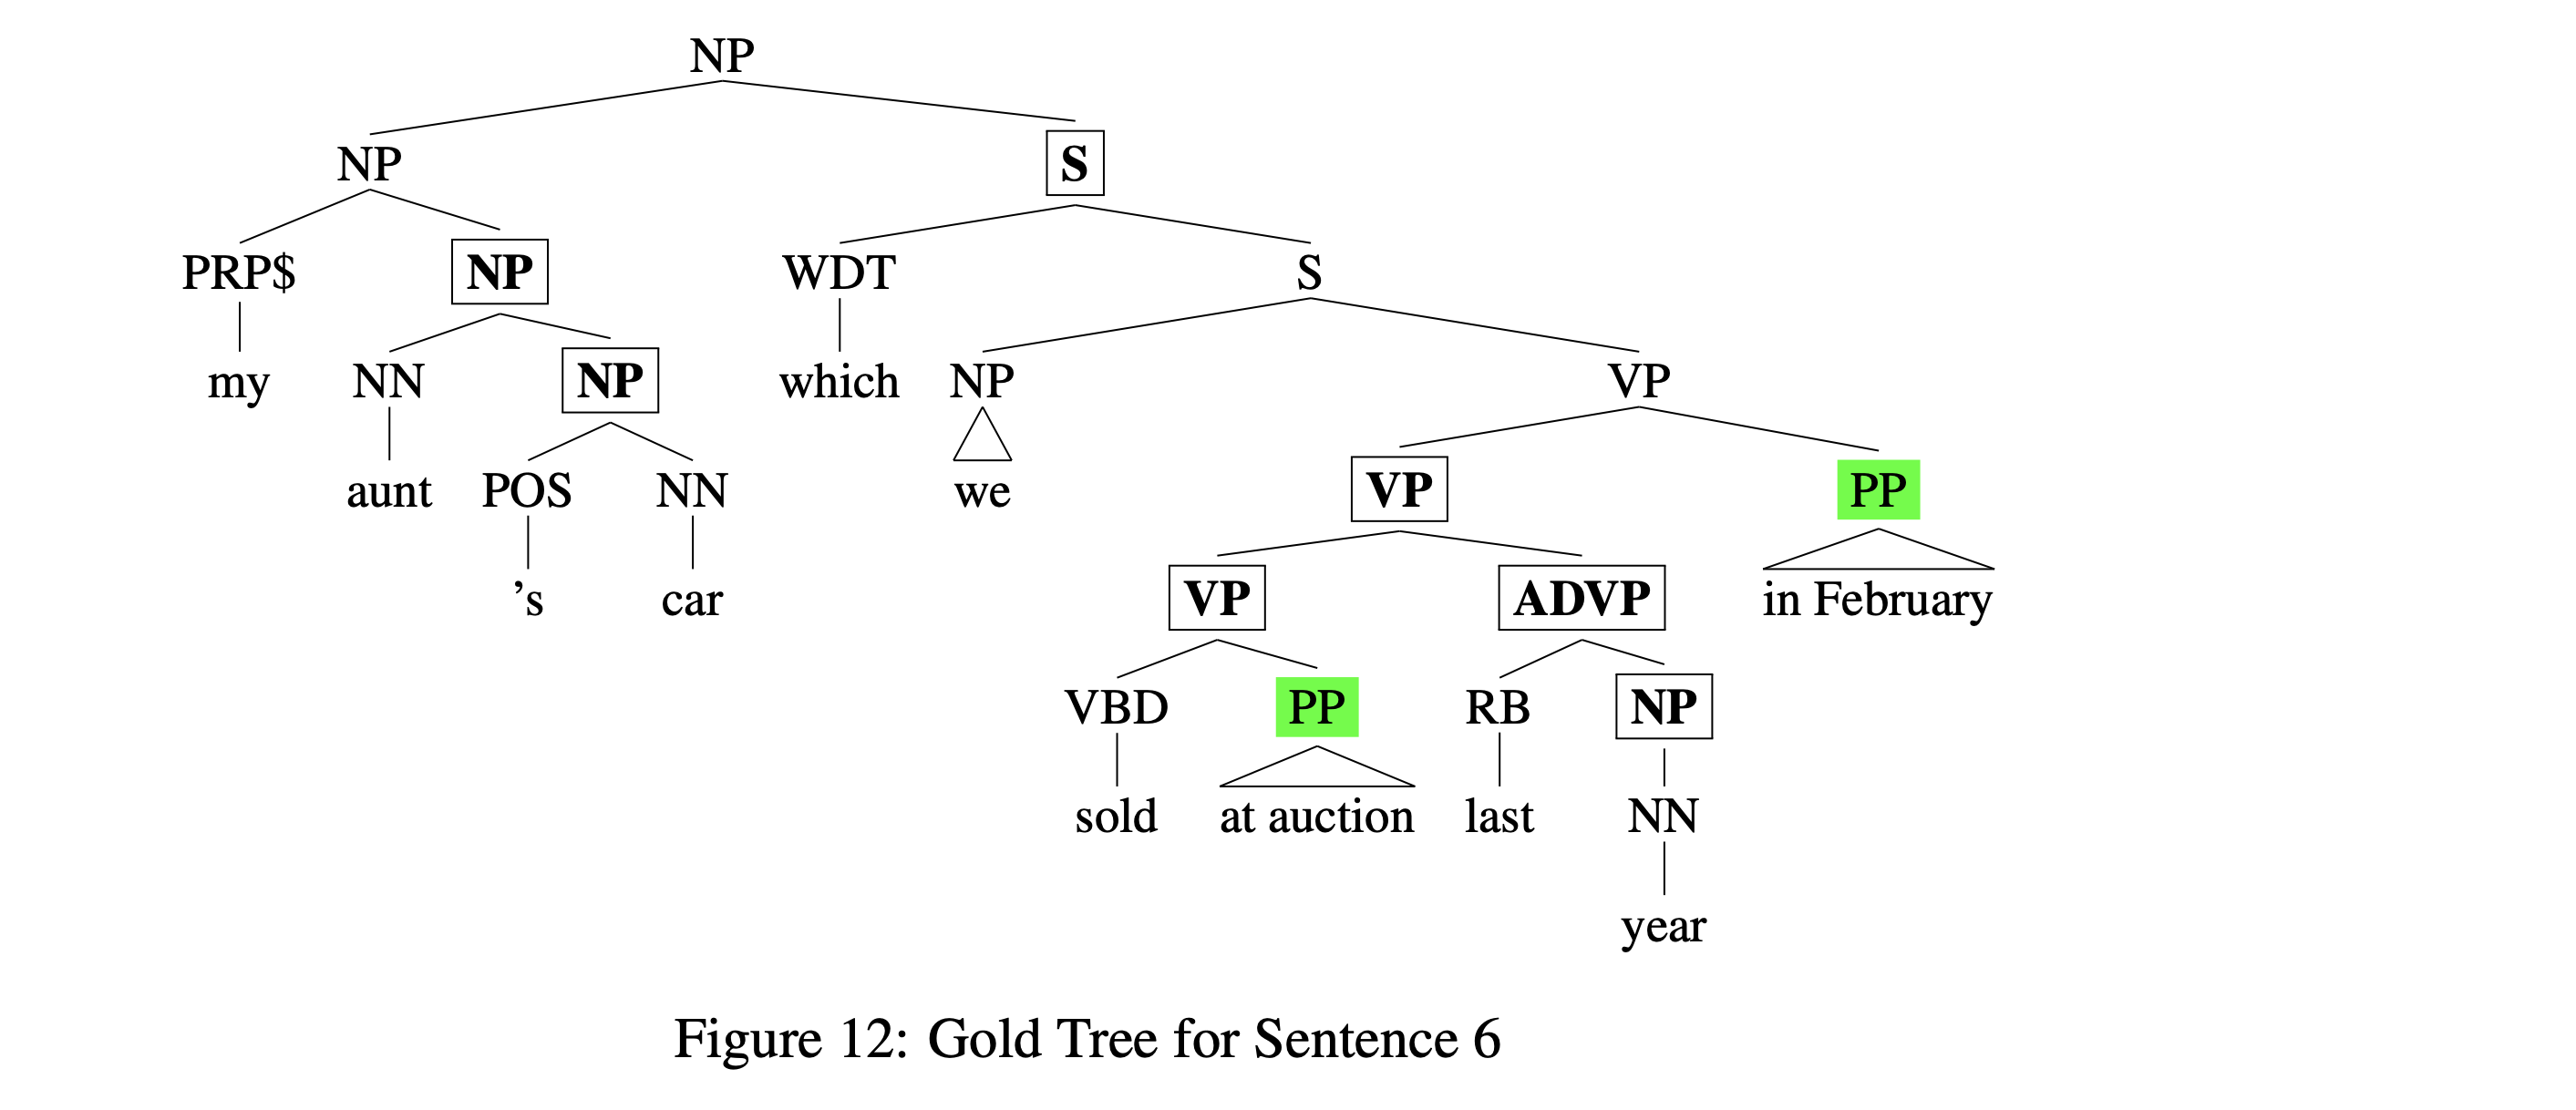 NP
NP S
PRP$ NP WDT S
my NN NP which NP VP
aunt POS NN we VP PP
’s car VP ADVP in February
VBD PP RB NP
sold at auction last NN
year
Figure 12: Gold Tree for Sentence 6